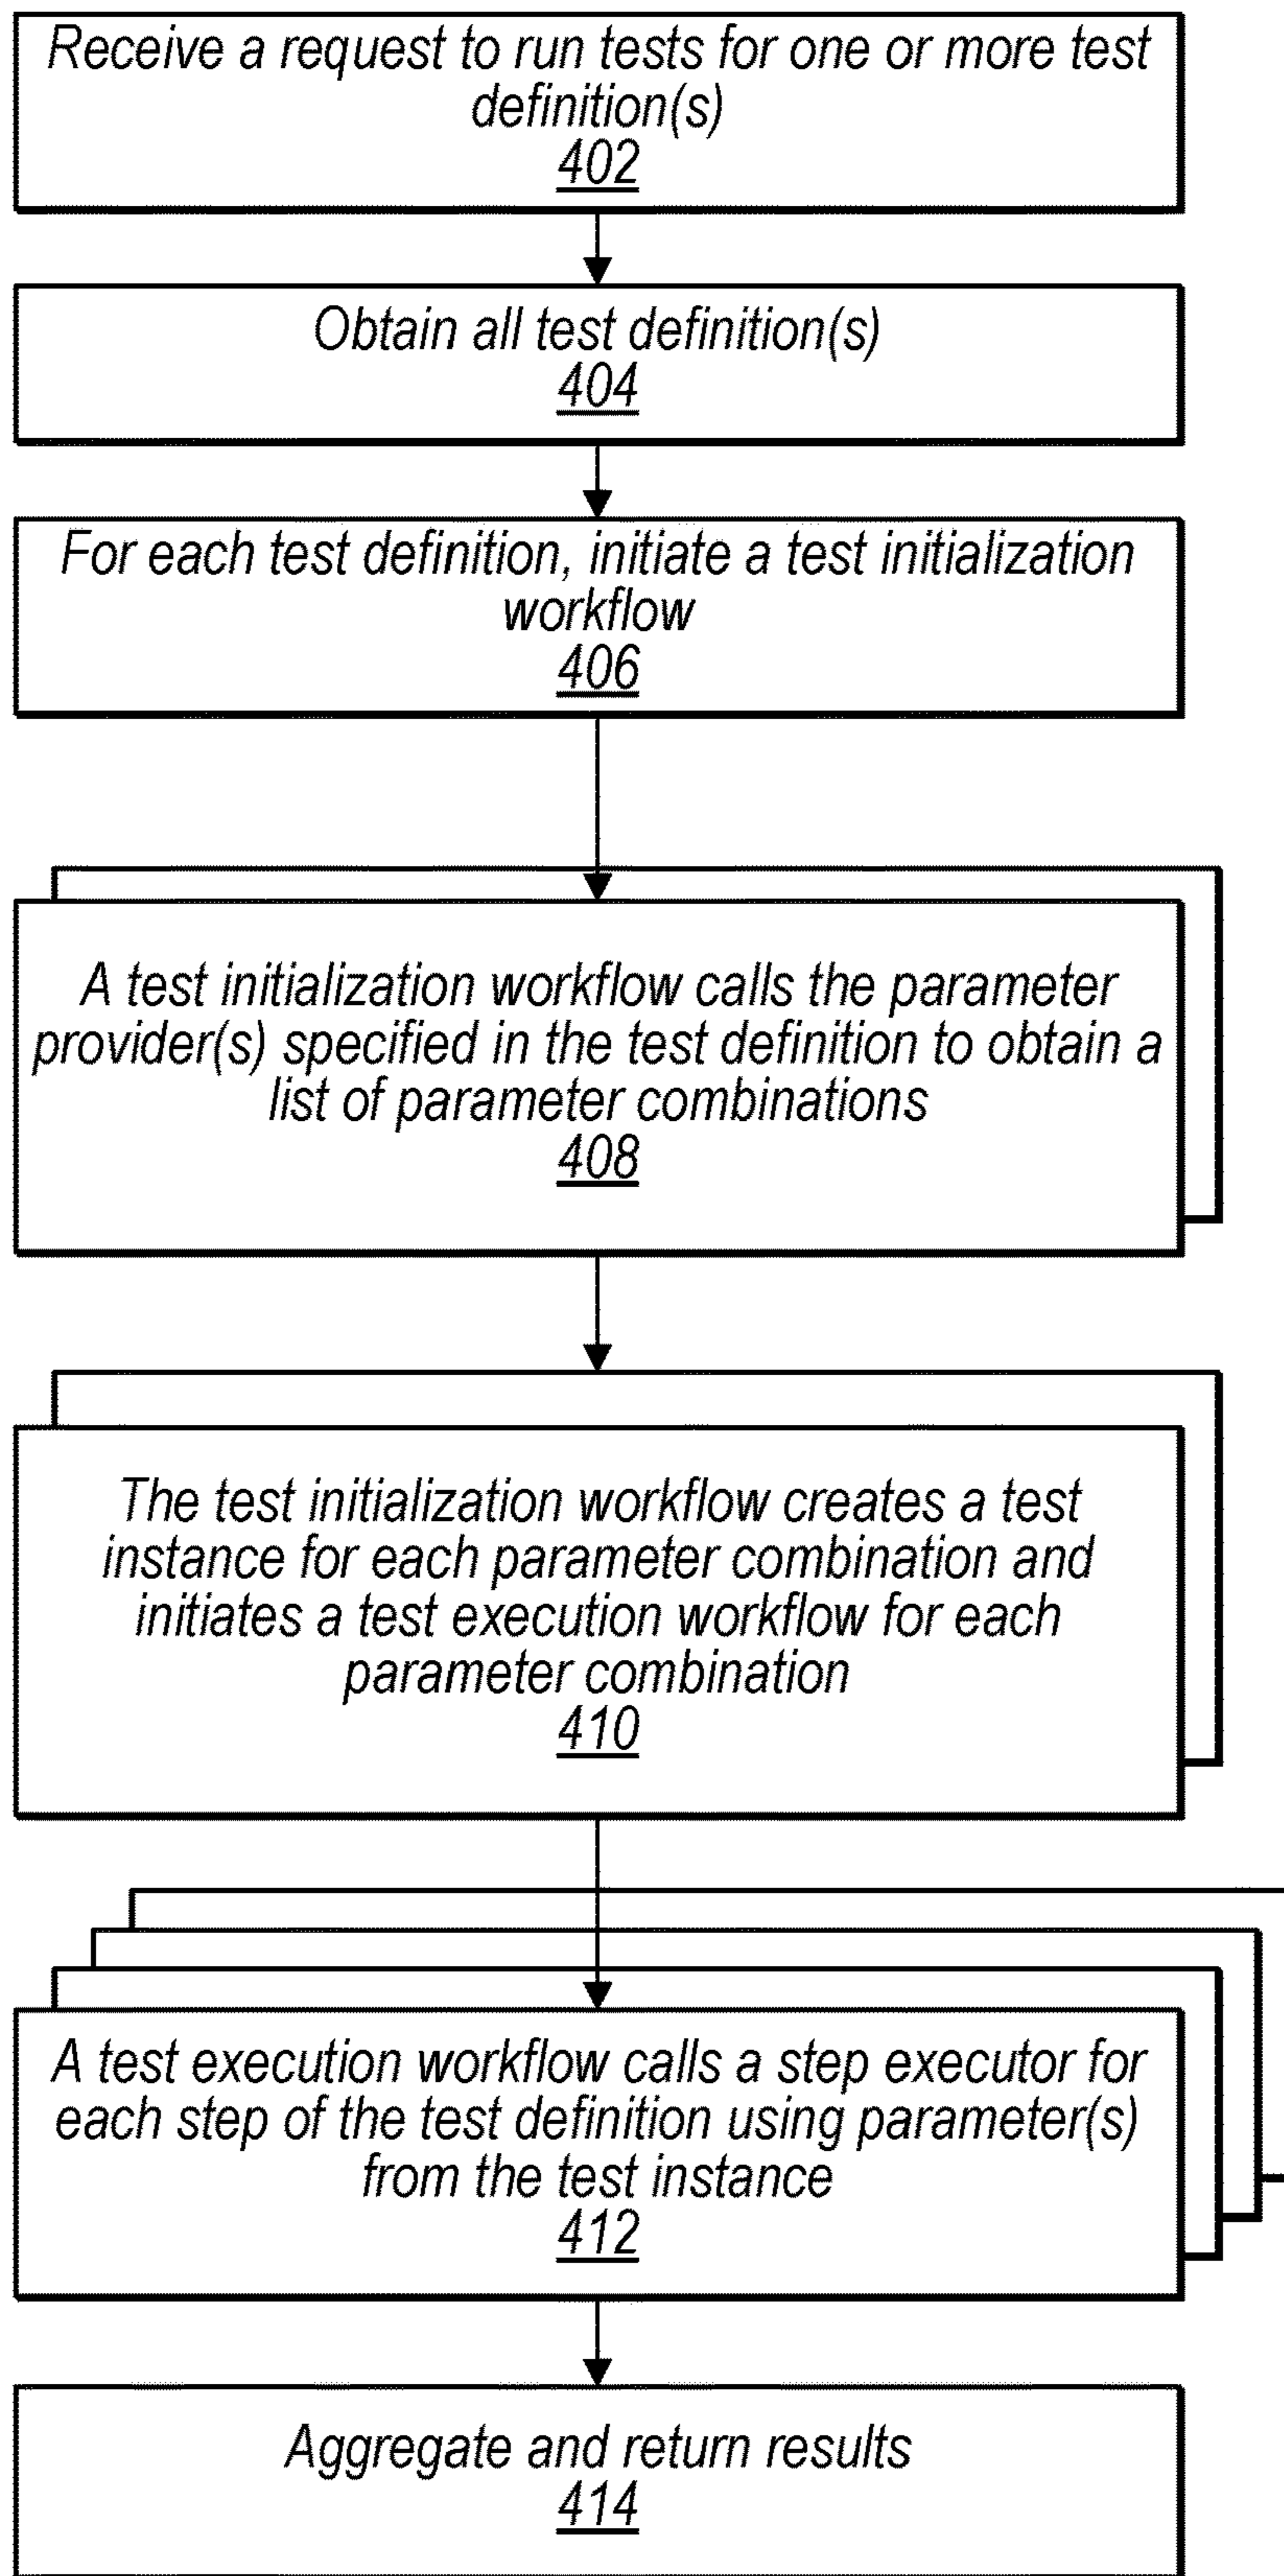 Receive a request to run tests for one or more test
definition(s)
402
Obtain all test definition(s)
404
For each test definition, initiate a test initialization
workflow
406
A test initialization workflow calls the parameter
provider(s) specified in the test definition to obtain a
list of parameter combinations
408
The test initialization workflow creates a test
instance for each parameter combination and
initiates a test execution workflow for each
parameter combination
410
A test execution workflow calls a step executor for
each step of the test definition using parameter(s)
from the test instance
412
Aggregate and return results
414